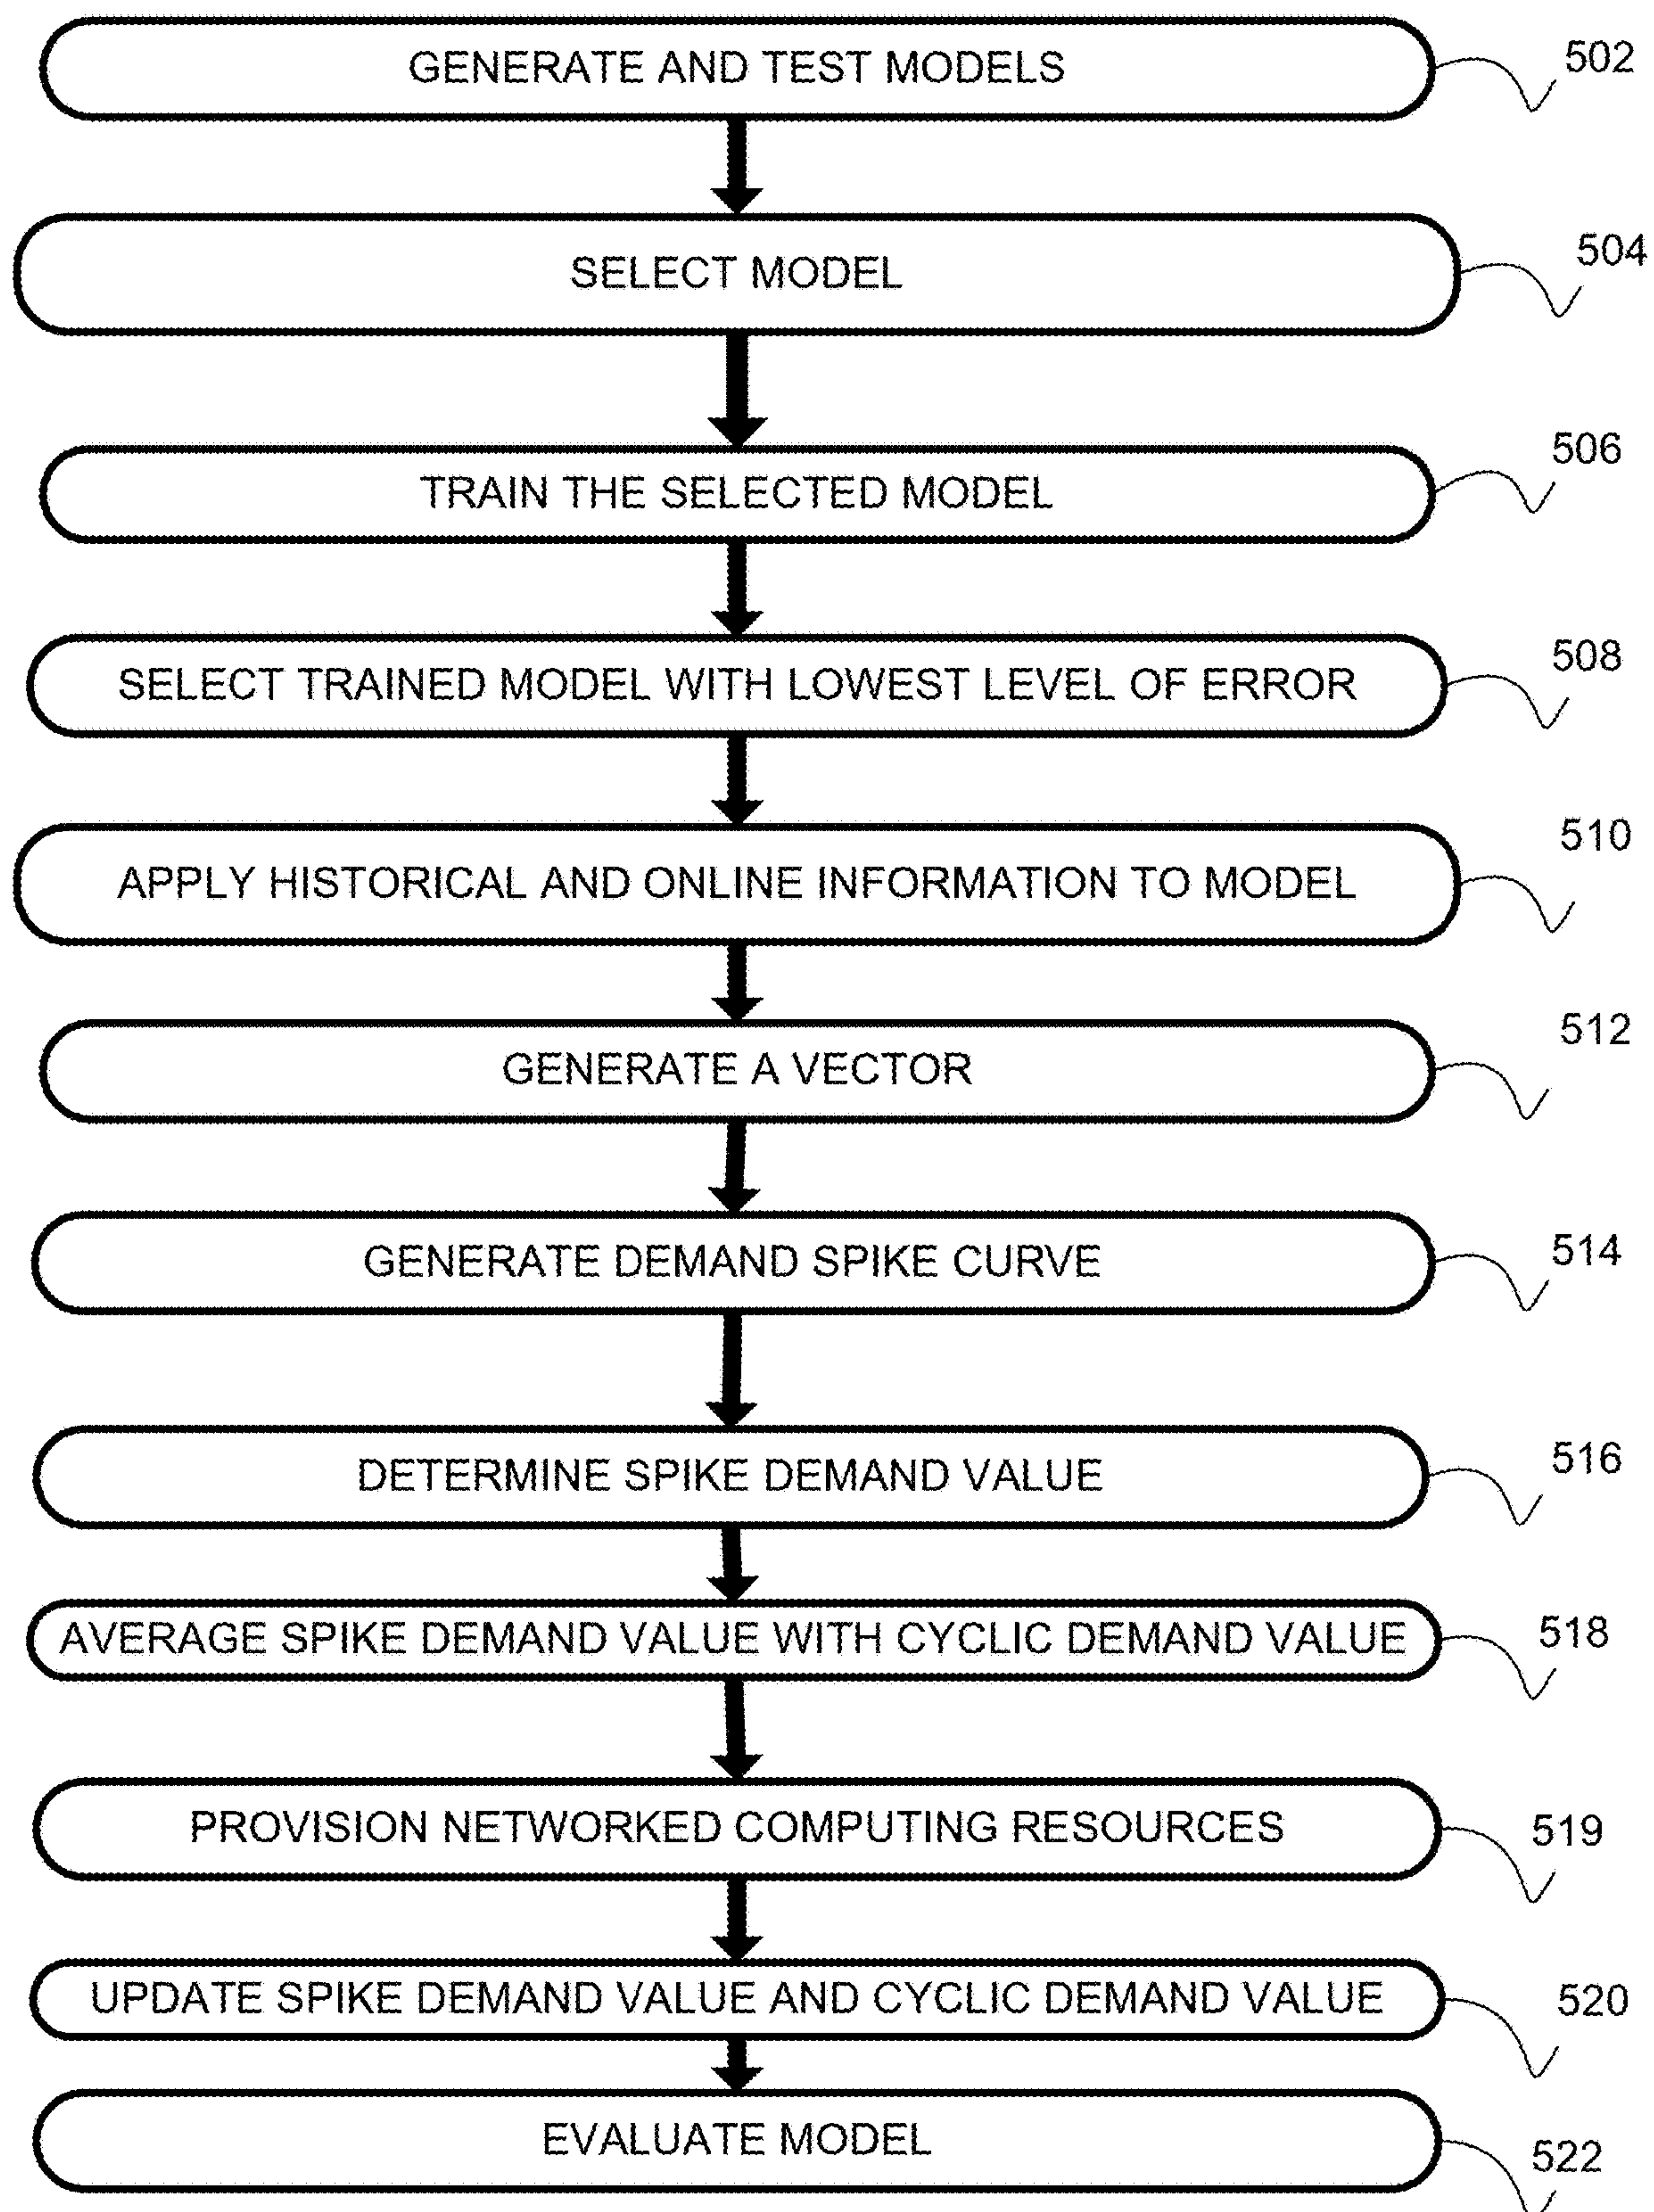 GENERATE AND TEST MODELS
502
SELECT MODEL
504
TRAIN THE SELECTED MODEL
506
SELECT TRAINED MODEL WITH LOWEST LEVEL OF ERROR
508
APPLY HISTORICAL AND ONLINE INFORMATION TO MODEL
510
GENERATE A VECTOR
512
GENERATE DEMAND SPIKE CURVE
514
DETERMINE SPIKE DEMAND VALUE
516
AVERAGE SPIKE DEMAND VALUE WITH CYCLIC DEMAND VALUE
518
PROVISION NETWORKED COMPUTING RESOURCES
519
UPDATE SPIKE DEMAND VALUE AND CYCLIC DEMAND VALUE
520
EVALUATE MODEL
522